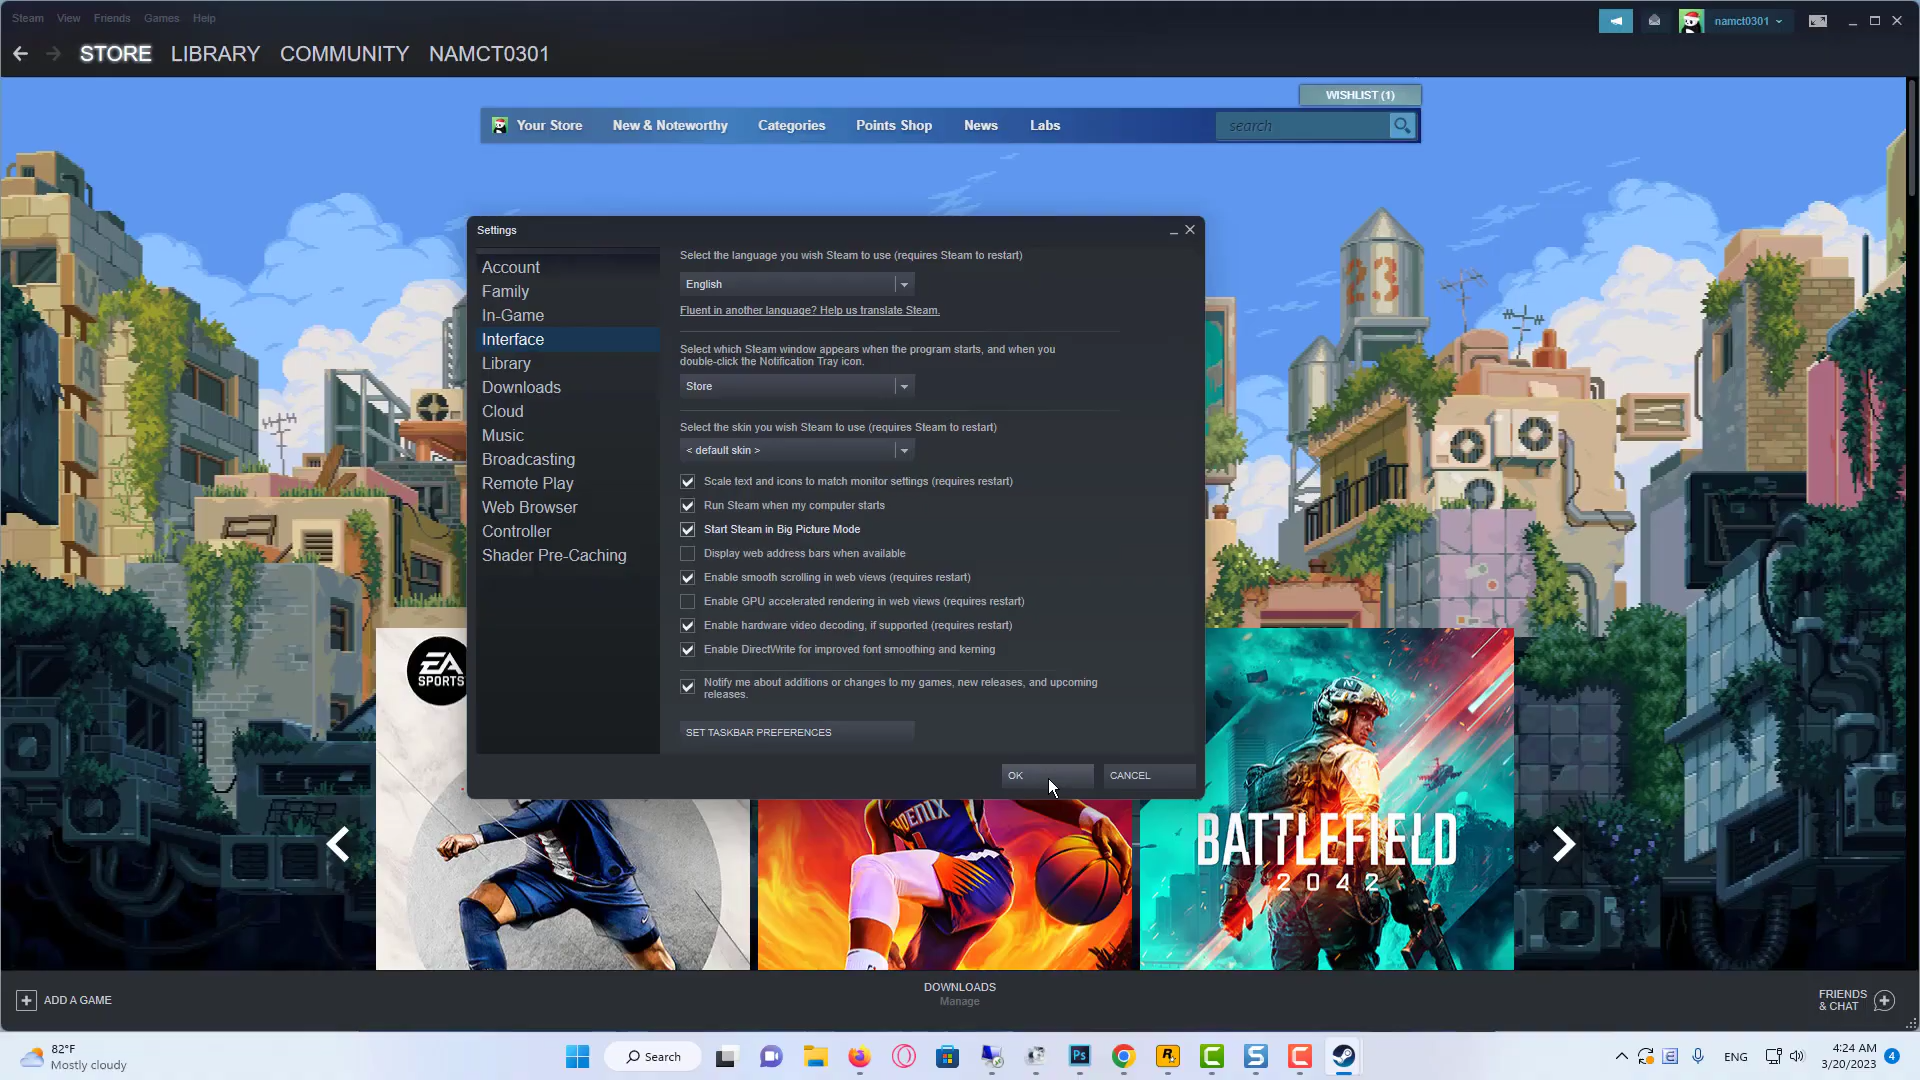 Steam View Friends Games Help
namct0301
STORE LIBRARY COMMUNITY NAMCT0301
WISHLIST (1)
Your Store New & Noteworthy Categories Points Shop News Labs search
23
Settings
Account
Family
In-Game
Interface
Library
Downloads
Cloud
Music
Broadcasting
Remote Play
Web Browser
Controller
Shader Pre-Caching
Select the language you wish Steam to use (requires Steam to restart)
English
Fluent in another language? Help us translate Steam.
Select which Steam window appears when the program starts, and when you
double-click the Notification Tray icon.
Store
Select the skin you wish Steam to use (requires Steam to restart)
< default skin >
Scale text and icons to match monitor settings (requires restart)
Run Steam when my computer starts
Start Steam in Big Picture Mode
Display web address bars when available
Enable smooth scrolling in web views (requires restart)
Enable GPU accelerated rendering in web views (requires restart)
Enable hardware video decoding, if supported (requires restart)
Enable DirectWrite for improved font smoothing and kerning
Notify me about additions or changes to my games, new releases, and upcoming
releases.
SET TASKBAR PREFERENCES
OK CANCEL
EA
SPORTS
PHOENIX
BATTLEFIELD
2042
ADD A GAME
DOWNLOADS
Manage
FRIENDS
& CHAT
82°F
Mostly cloudy
Search
Ps
ENG
4:24 AM
3/20/2023
4